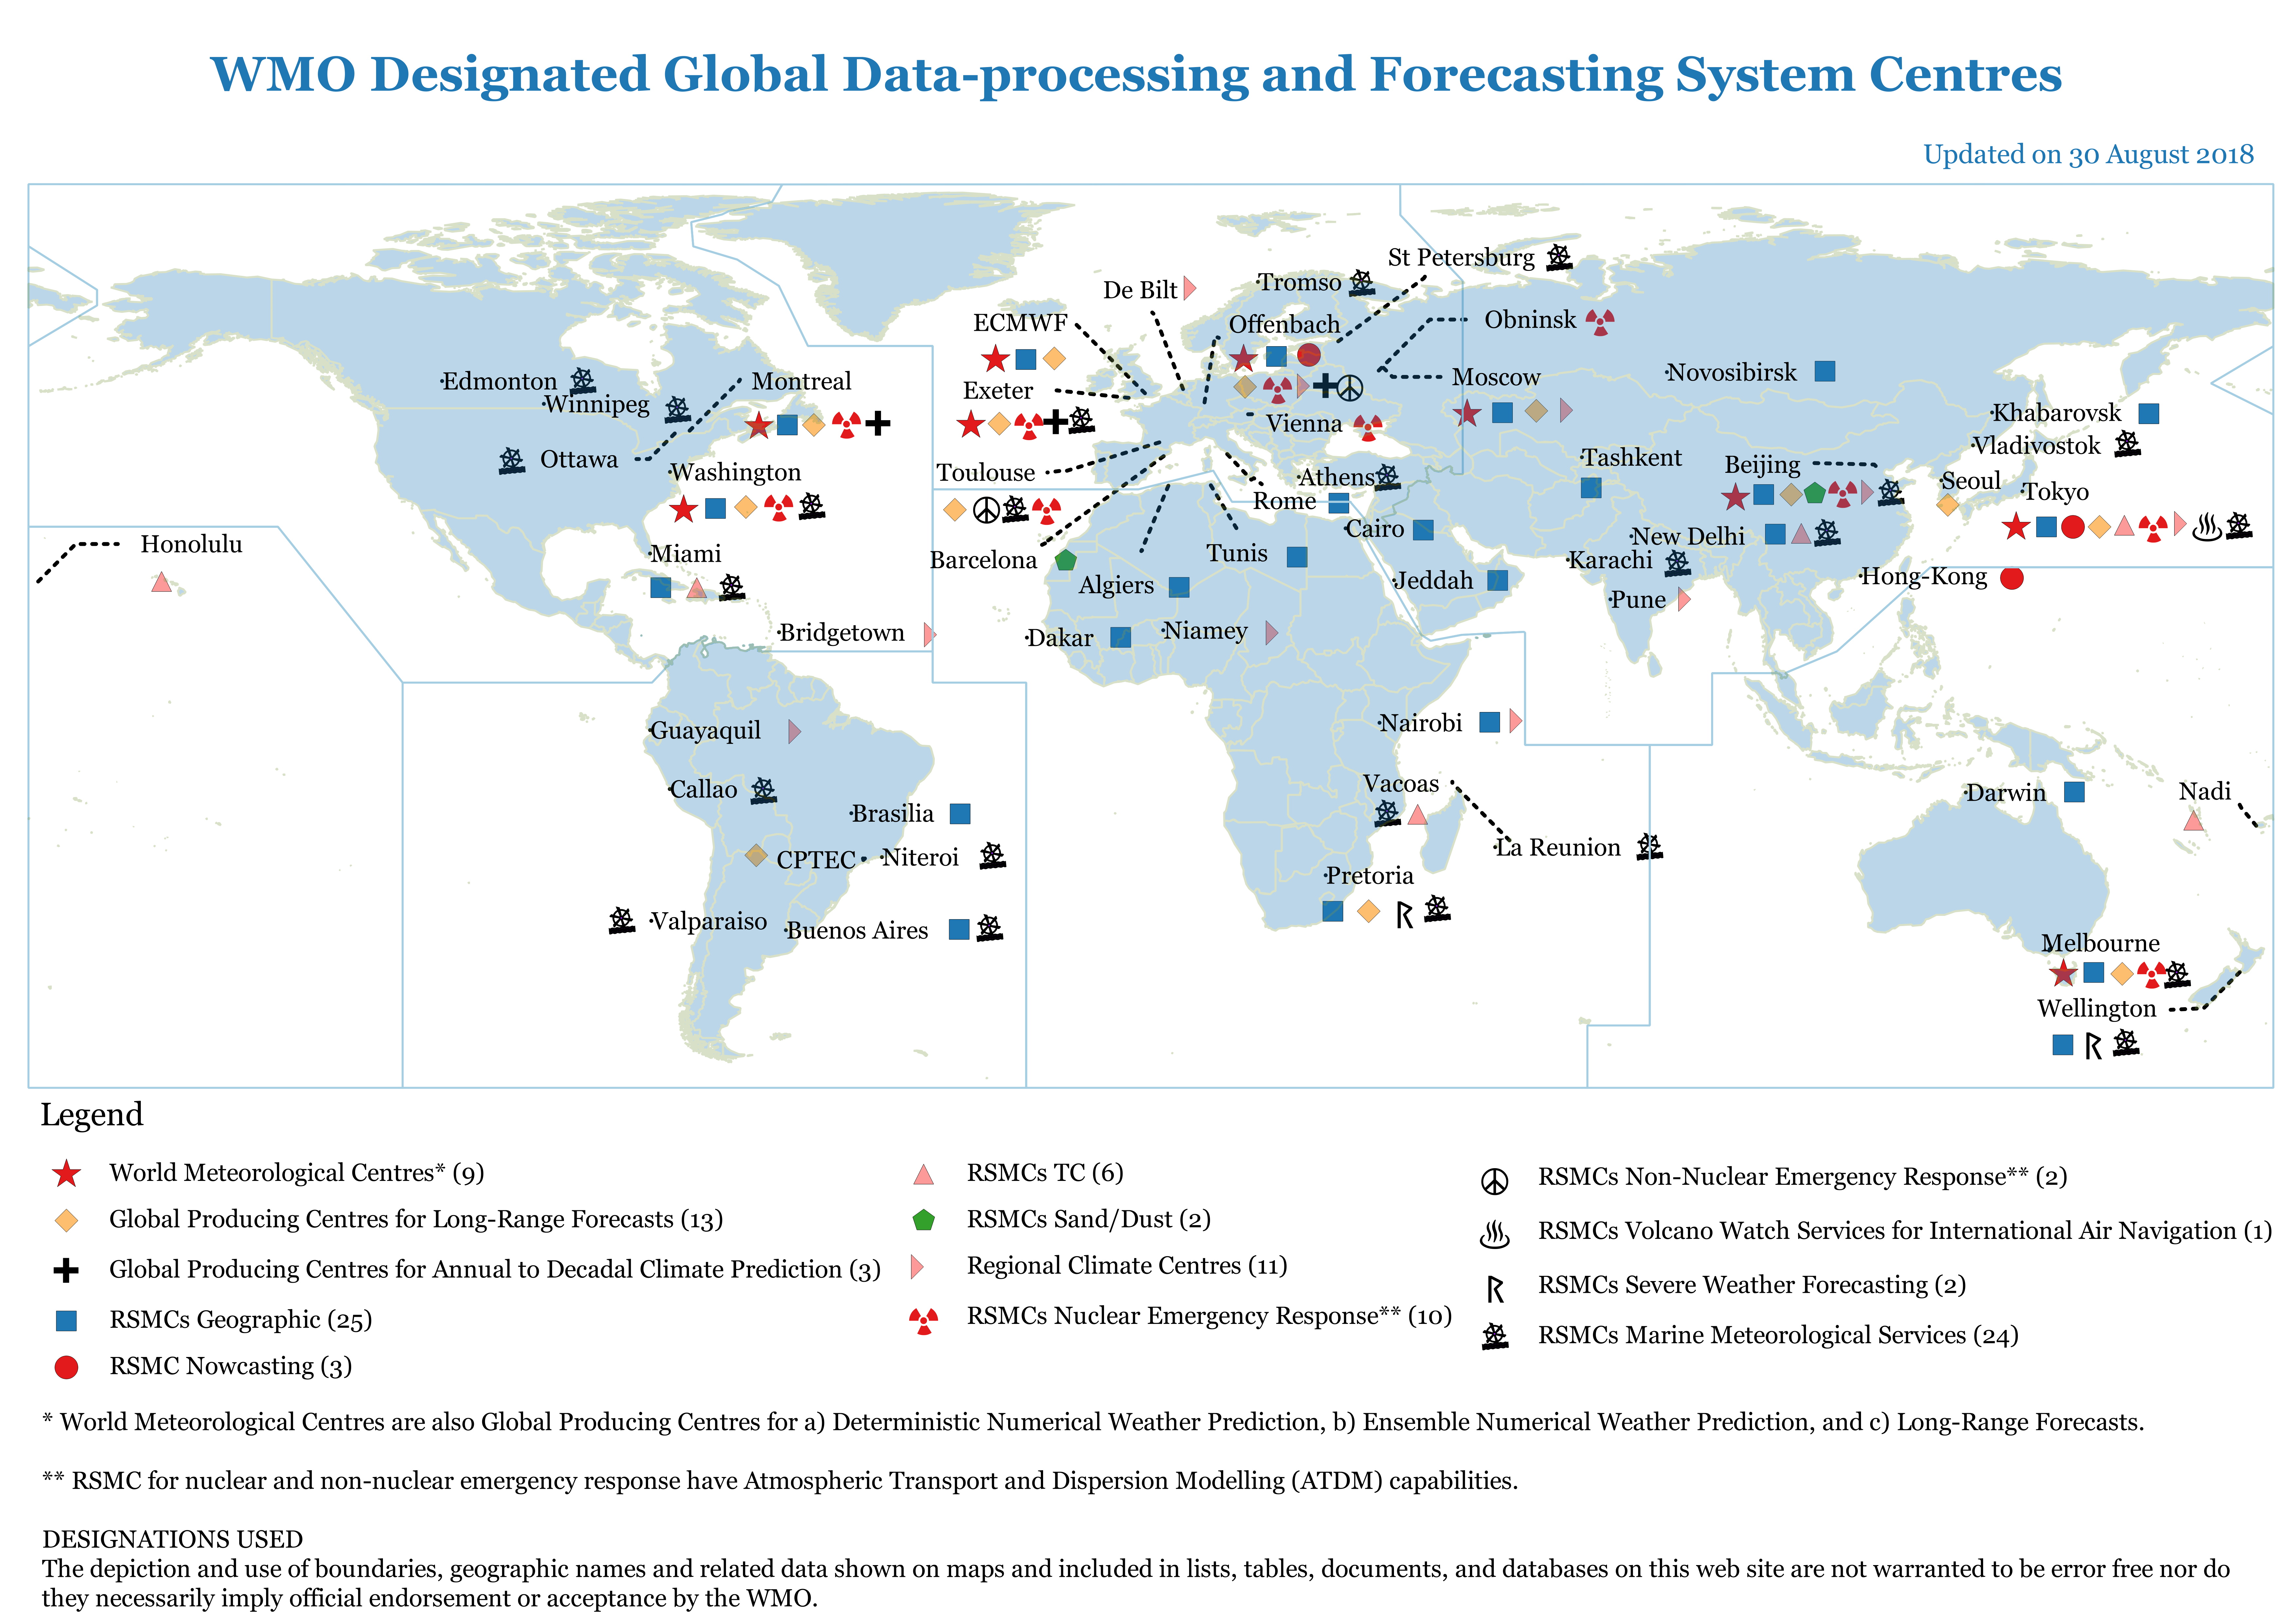 WMO Designated Global Data-processing and Forecasting System Centres
Updated on 30 August 2018
St Petersburg
Tromso
De Bilt
ECMWF
Offenbach
Obninsk
Edmonton
Montreal
Exeter
Moscow
Novosibirsk
Winnipeg
Khabarovsk
Vienna
Vladivostok
Ottawa
Washington
Toulouse
Athens
Tashkent
Beijing
Seoul
Tokyo
Rome
Cairo
New Delhi
Honolulu
Miami
Barcelona
Tunis
Karachi
Hong-Kong
Algiers
Jeddah
Pune
Bridgetown
Dakar
Niamey
Guayaquil
Nairobi
Callao
Vacoas
Darwin
Nadi
Brasilia
La Reunion
CPTEC
Niteroi
Pretoria
Valparaiso
Buenos Aires
Melbourne
Wellington
Legend
World Meteorological Centres* (9)
Global Producing Centres for Long-Range Forecasts (13)
Global Producing Centres for Annual to Decadal Climate Prediction (3)
RSMCs Geographic (25)
RSMC Nowcasting (3)
RSMCs TC (6)
RSMCs Sand/Dust (2)
Regional Climate Centres (11)
RSMCs Nuclear Emergency Response** (10)
RSMCs Non-Nuclear Emergency Response** (2)
RSMCs Volcano Watch Services for International Air Navigation (1)
RSMCs Severe Weather Forecasting (2)
RSMCs Marine Meteorological Services (24)
* World Meteorological Centres are also Global Producing Centres for a) Deterministic Numerical Weather Prediction, b) Ensemble Numerical Weather Prediction, and c) Long-Range Forecasts.
** RSMC for nuclear and non-nuclear emergency response have Atmospheric Transport and Dispersion Modelling (ATDM) capabilities.
DESIGNATIONS USED
The depiction and use of boundaries, geographic names and related data shown on maps and included in lists, tables, documents, and databases on this web site are not warranted to be error free nor do
they necessarily imply official endorsement or acceptance by the WMO.